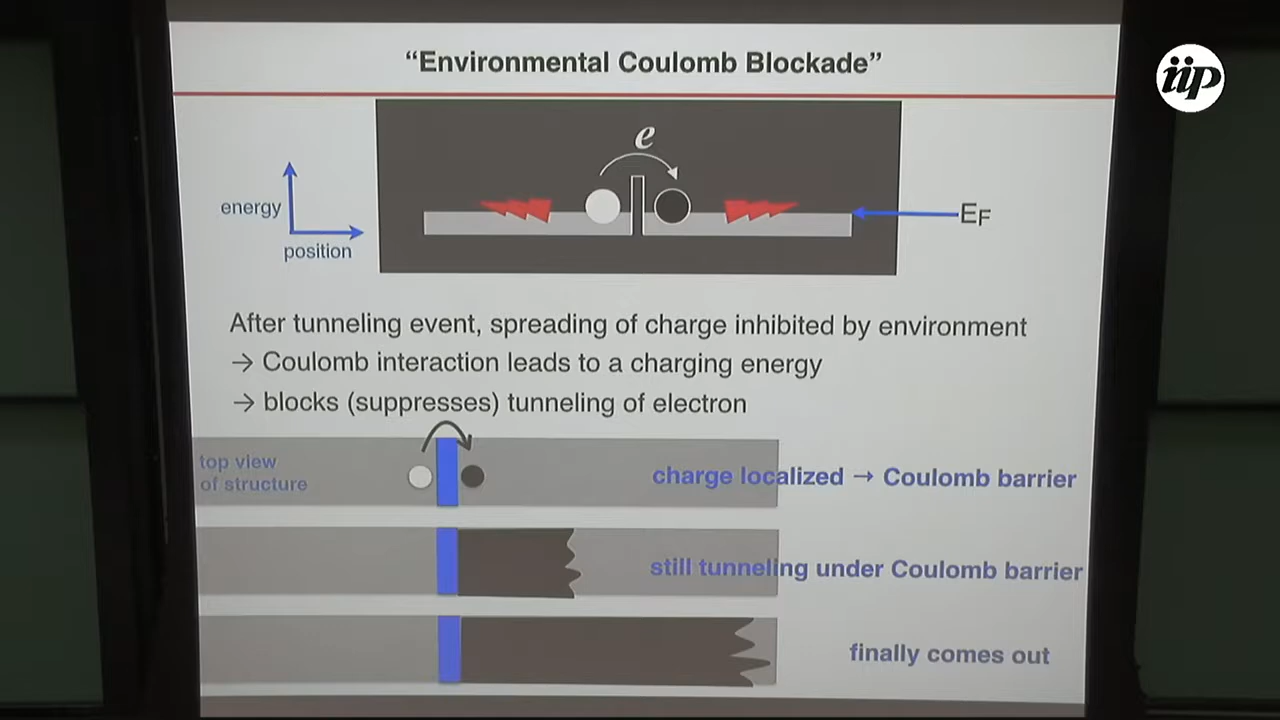 "Environmental Coulomb Blockade"
iip
e
energy
position
EF
After tunneling event, spreading of charge inhibited by environment
→ Coulomb interaction leads to a charging energy
→ blocks (suppresses) tunneling of electron
top view
of structure
charge localized → Coulomb barrier
still tunneling under Coulomb barrier
finally comes out